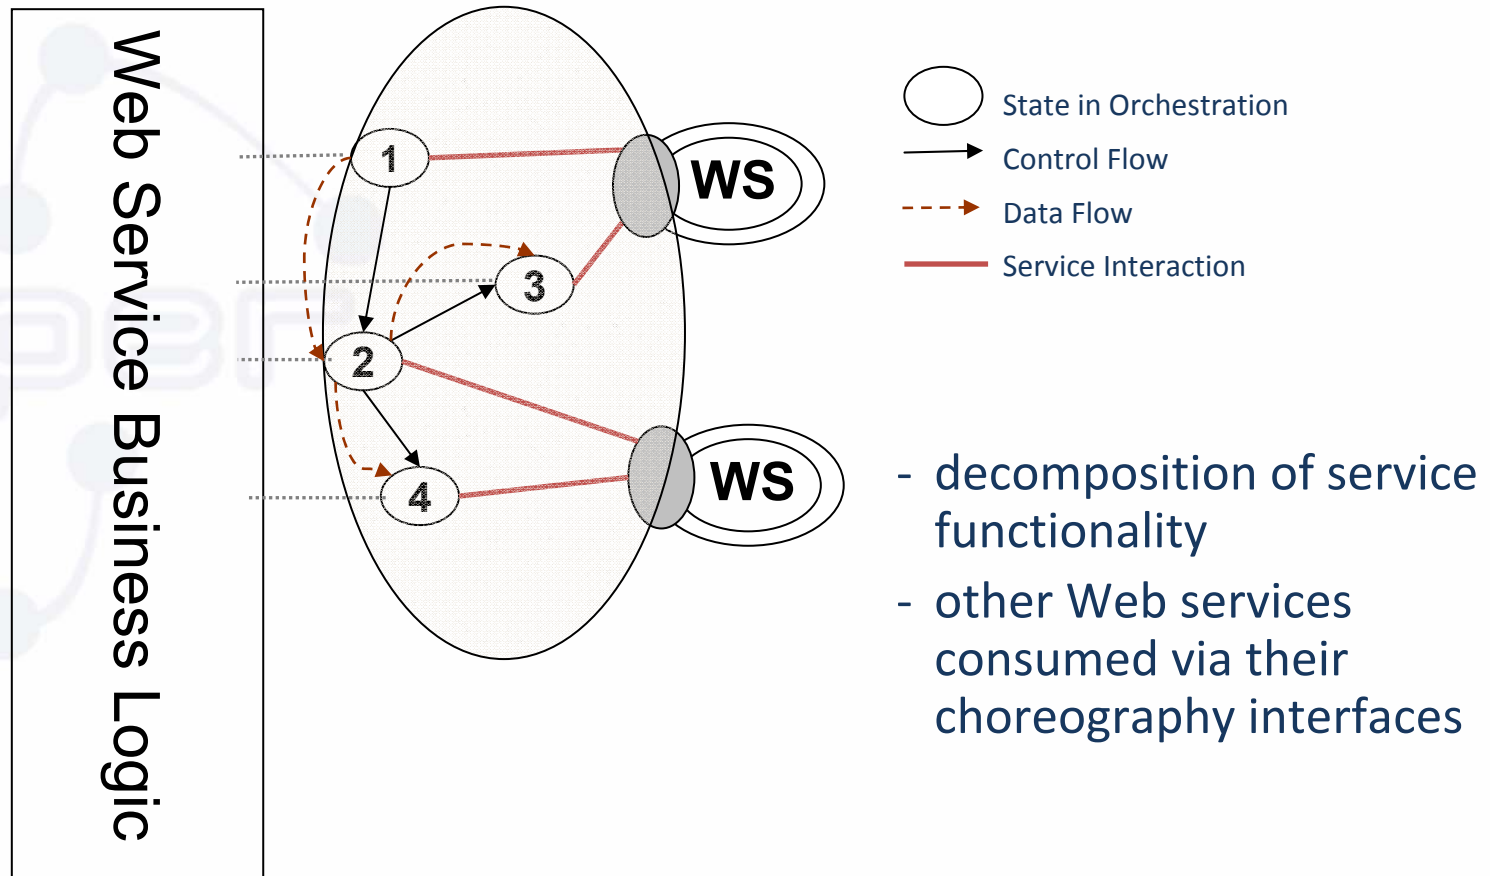 Web Service Business Logic
1
WS
3
2
4
WS
State in Orchestration
Control Flow
Data Flow
Service Interaction
- decomposition of service
functionality
- other Web services
consumed via their
choreography interfaces